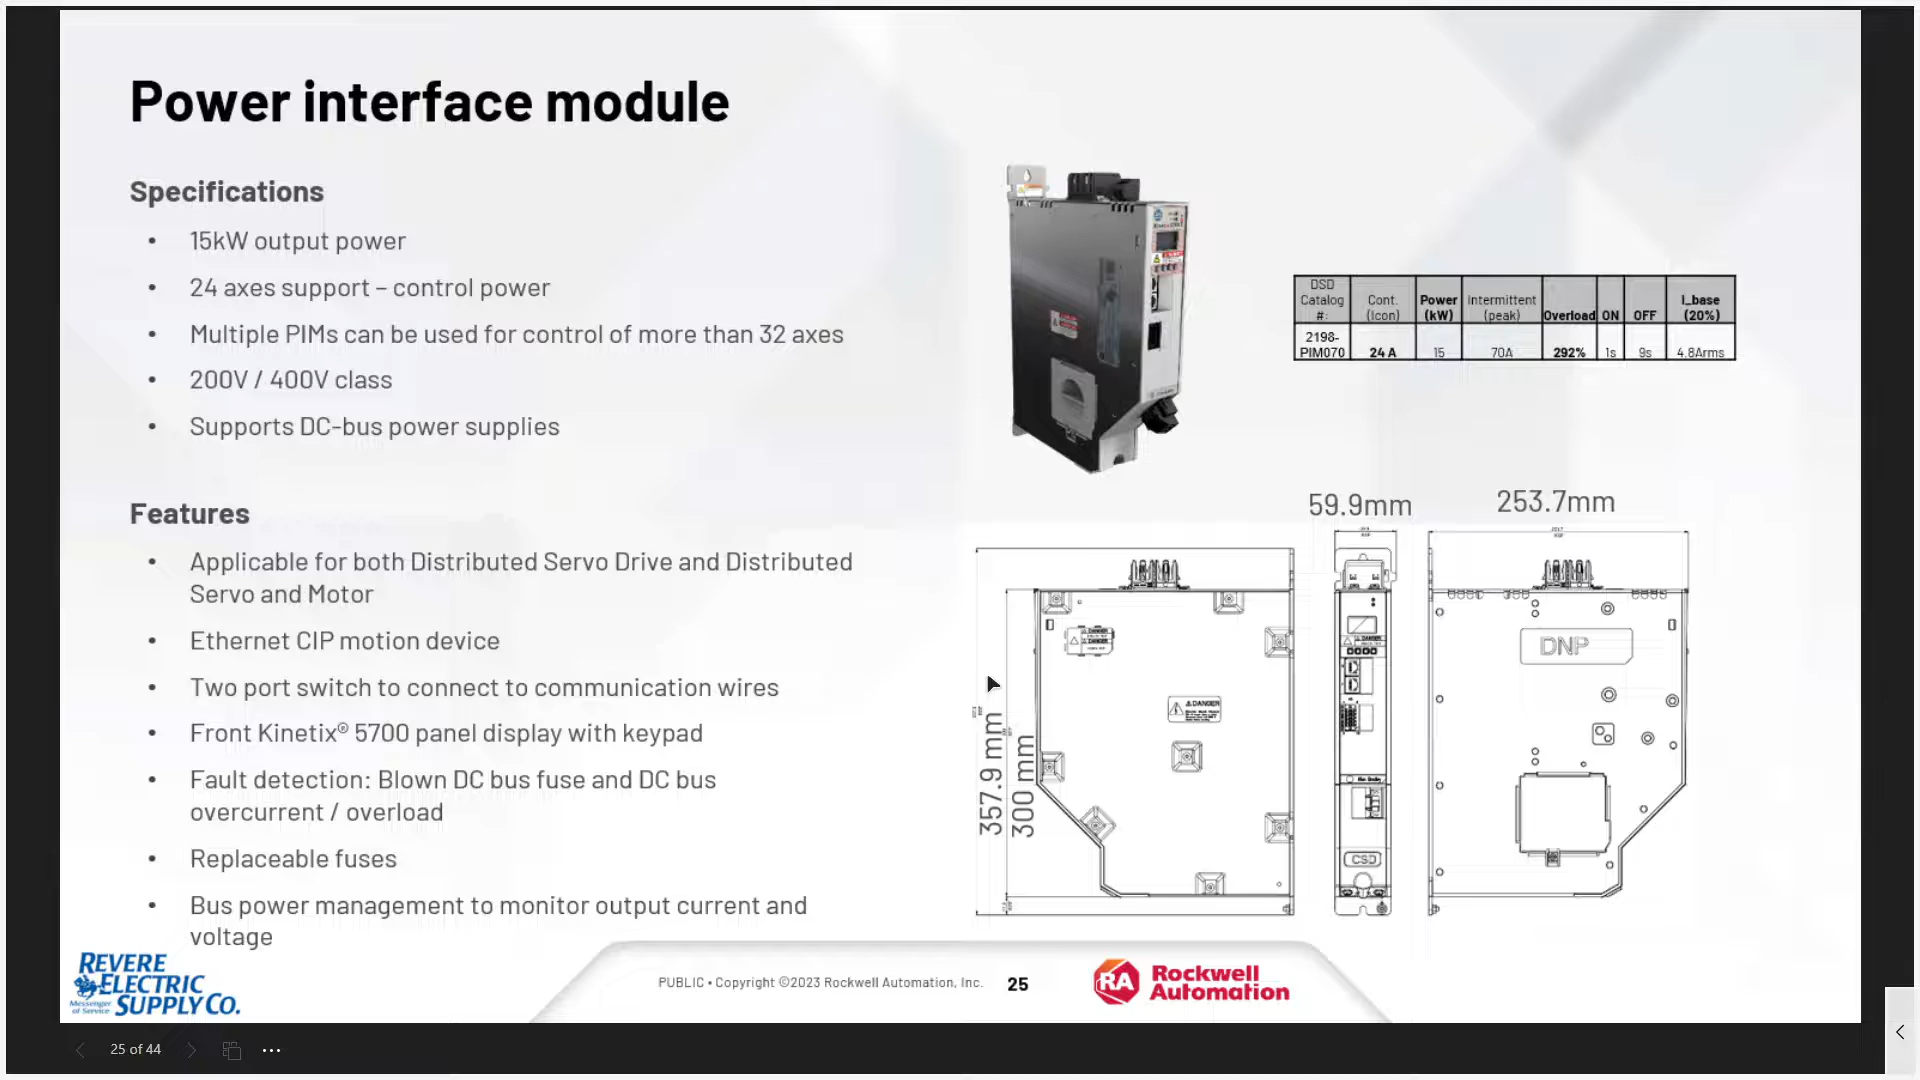 Power interface module
Specifications
• 15kW output power
• 24 axes support – control power
• Multiple PIMs can be used for control of more than 32 axes
• 200V / 400V class
• Supports DC-bus power supplies
Features
• Applicable for both Distributed Servo Drive and Distributed
Servo and Motor
• Ethernet CIP motion device
• Two port switch to connect to communication wires
• Front Kinetix® 5700 panel display with keypad
• Fault detection: Blown DC bus fuse and DC bus
overcurrent / overload
• Replaceable fuses
• Bus power management to monitor output current and
voltage
DSD Catalog #: Cont. (Icon) Power (kW) Intermittent (peak) Overload ON OFF I_base (20%)
2198-PIM070 24 A 15 70A 292% 1s 9s 4.8Arms
59.9mm
253.7mm
357.9 mm
300 mm
DANGER
DANGER
DANGER
DNP
CSD
REVERE
ELECTRIC
SUPPLY CO.
Messenger
of Service
PUBLIC • Copyright ©2023 Rockwell Automation, Inc. 25
RA Rockwell
Automation
25 of 44